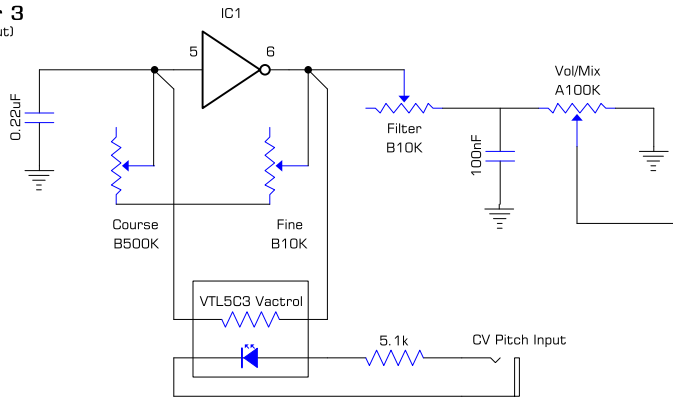 r 3
ut)
IC1
5
6
0.22uF
Vol/Mix
A100K
Filter
B10K
100nF
Course
B500K
Fine
B10K
VTL5C3 Vactrol
5.1k
CV Pitch Input